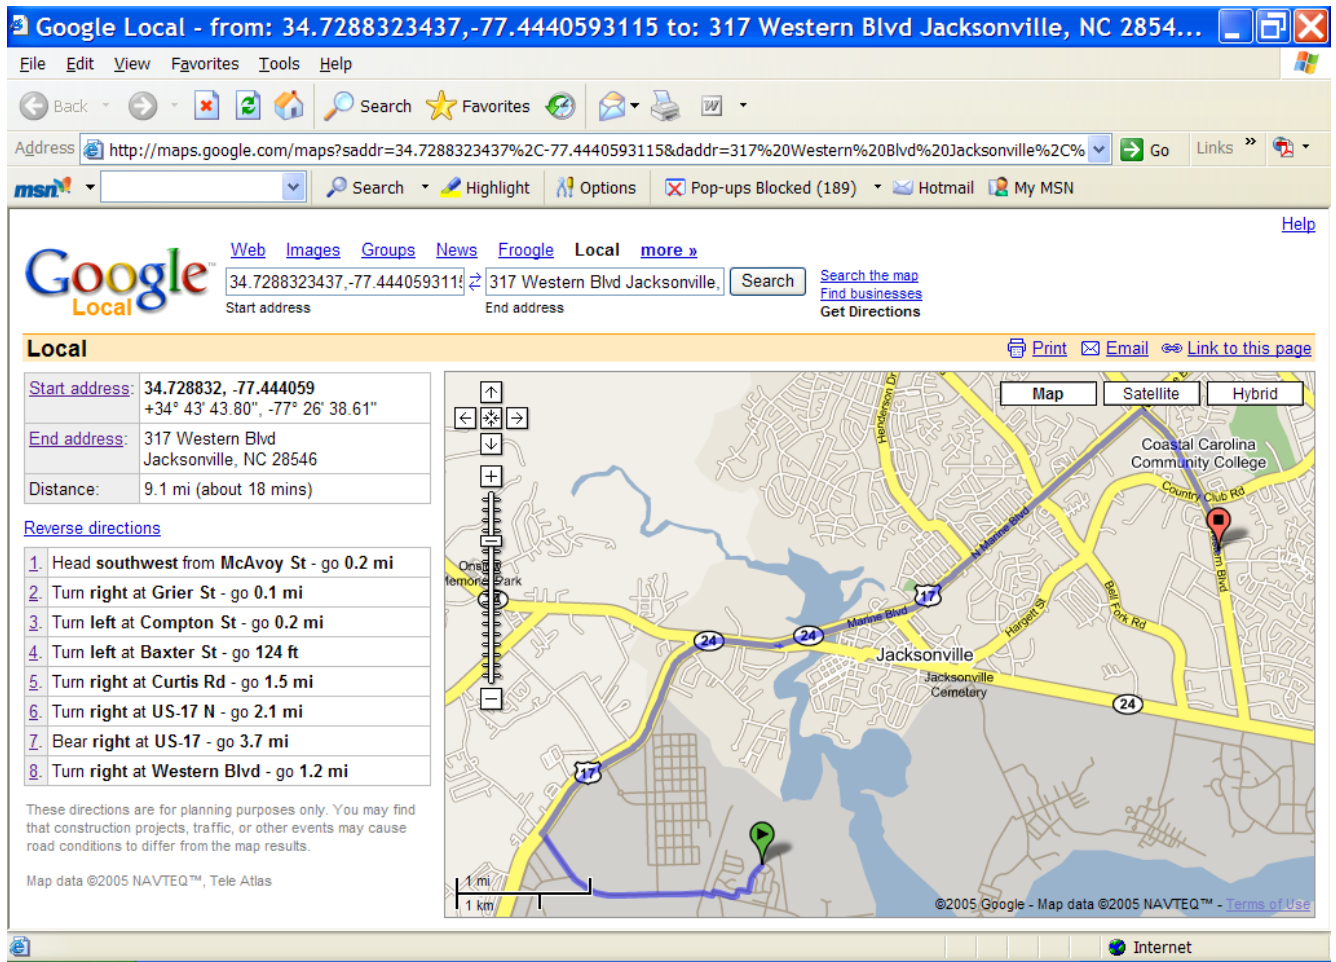 Google Local - from: 34.7288323437,-77.4440593115 to: 317 Western Blvd Jacksonville, NC 2854...
File Edit View Favorites Tools Help
Back Search Favorites
Address http://maps.google.com/maps?saddr=34.7288323437%2C-77.4440593115&daddr=317%20Western%20Blvd%20Jacksonville%2C% Go Links »
msn Search Highlight Options Pop-ups Blocked (189) Hotmail My MSN
Help
Google™ Local
Web Images Groups News Froogle Local more »
34.7288323437,-77.4440593115 317 Western Blvd Jacksonville, Search
Start address End address
Search the map
Find businesses
Get Directions
Local Print Email Link to this page
Start address: 34.728832, -77.444059
+34° 43' 43.80", -77° 26' 38.61"
End address: 317 Western Blvd
Jacksonville, NC 28546
Distance: 9.1 mi (about 18 mins)
Reverse directions
1. Head southwest from McAvoy St - go 0.2 mi
2. Turn right at Grier St - go 0.1 mi
3. Turn left at Compton St - go 0.2 mi
4. Turn left at Baxter St - go 124 ft
5. Turn right at Curtis Rd - go 1.5 mi
6. Turn right at US-17 N - go 2.1 mi
7. Bear right at US-17 - go 3.7 mi
8. Turn right at Western Blvd - go 1.2 mi
These directions are for planning purposes only. You may find
that construction projects, traffic, or other events may cause
road conditions to differ from the map results.
Map data ©2005 NAVTEQ™, Tele Atlas
Map Satellite Hybrid
Henderson Dr
Coastal Carolina
Community College
Country Club Rd
N Marine Blvd
Western Blvd
Park
17
Bell Fork Rd
Hargett St
Marine Blvd
24
24
Jacksonville
Jacksonville
Cemetery
24
17
1 mi
1 km
©2005 Google - Map data ©2005 NAVTEQ™ - Terms of Use
Internet